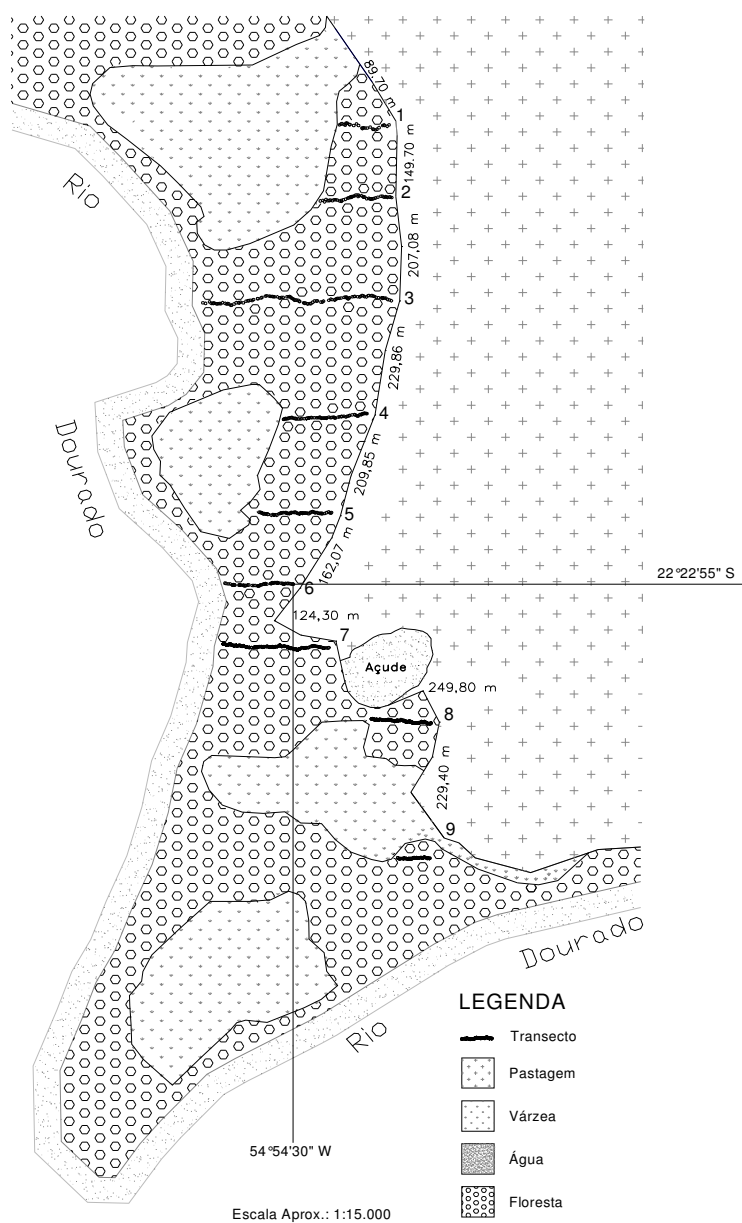 89.70 m
1
149.70 m
Rio
2
207,08 m
3
229,86 m
4
Dourado
209,85 m
5
162,07 m
22°22'55" S
6
124,30 m
7
Açude
249,80 m
8
229,40 m
9
Dourado
Rio
LEGENDA
Transecto
Pastagem
Várzea
54°54'30" W
Água
Floresta
Escala Aprox.: 1:15.000